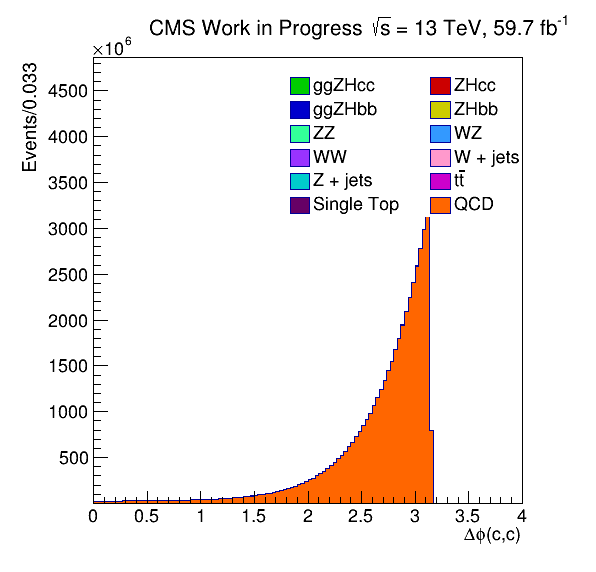 CMS Work in Progress √s = 13 TeV, 59.7 fb⁻¹
×10⁶
Events/0.033
4500
4000
3500
3000
2500
2000
1500
1000
500
ggZHcc ZHcc
ggZHbb ZHbb
ZZ WZ
WW W + jets
Z + jets tt̄
Single Top QCD
0 0.5 1 1.5 2 2.5 3 3.5 4
Δϕ(c,c)